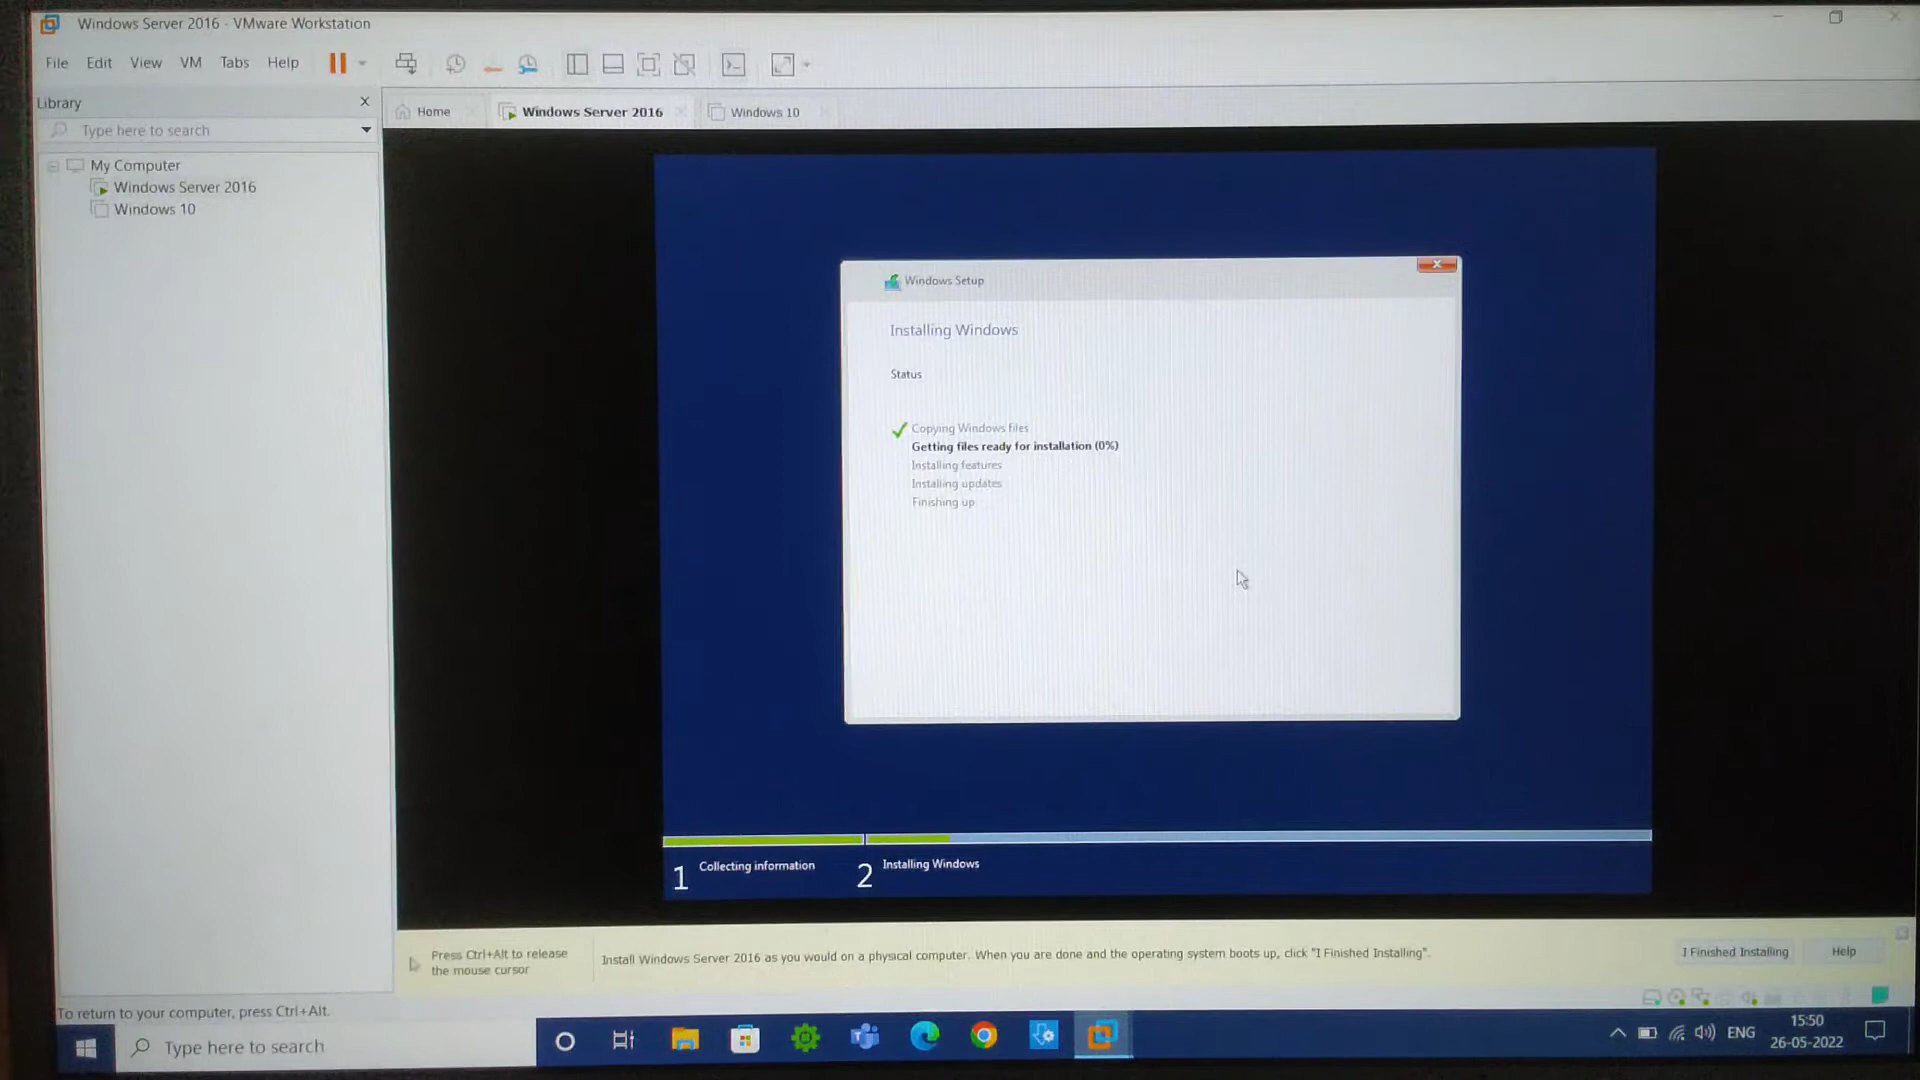 Windows Server 2016 - VMware Workstation
File Edit View VM Tabs Help
Library
Type here to search
My Computer
Windows Server 2016
Windows 10
Home
Windows Server 2016
Windows 10
Windows Setup
Installing Windows
Status
Copying Windows files
Getting files ready for installation (0%)
Installing features
Installing updates
Finishing up
1 Collecting information
2 Installing Windows
Press Ctrl+Alt to release
the mouse cursor
Install Windows Server 2016 as you would on a physical computer. When you are done and the operating system boots up, click "I Finished Installing".
I Finished Installing
Help
To return to your computer, press Ctrl+Alt.
Type here to search
ENG
15:50
26-05-2022